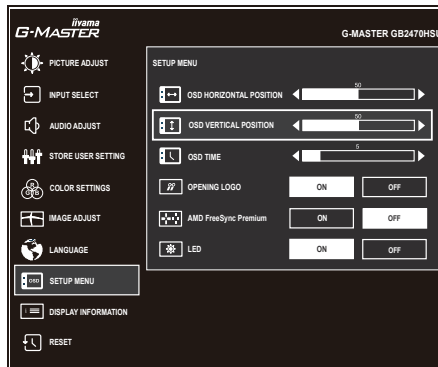 iiyama
G-MASTER
G-MASTER GB2470HSU
PICTURE ADJUST
INPUT SELECT
AUDIO ADJUST
STORE USER SETTING
R G B
COLOR SETTINGS
IMAGE ADJUST
LANGUAGE
OSD
SETUP MENU
i
DISPLAY INFORMATION
RESET
SETUP MENU
OSD HORIZONTAL POSITION
50
OSD VERTICAL POSITION
50
OSD TIME
5
OPENING LOGO ON OFF
AMD FreeSync Premium ON OFF
LED ON OFF